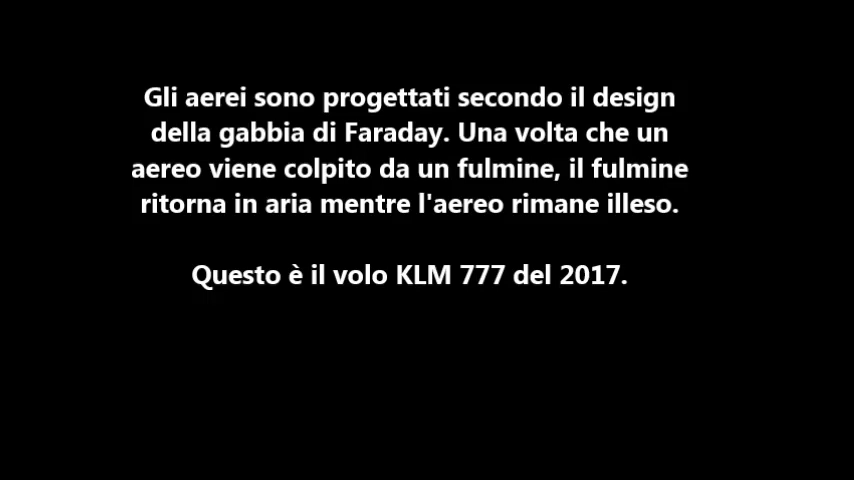 Gli aerei sono progettati secondo il design
della gabbia di Faraday. Una volta che un
aereo viene colpito da un fulmine, il fulmine
ritorna in aria mentre l'aereo rimane illeso.
Questo è il volo KLM 777 del 2017.